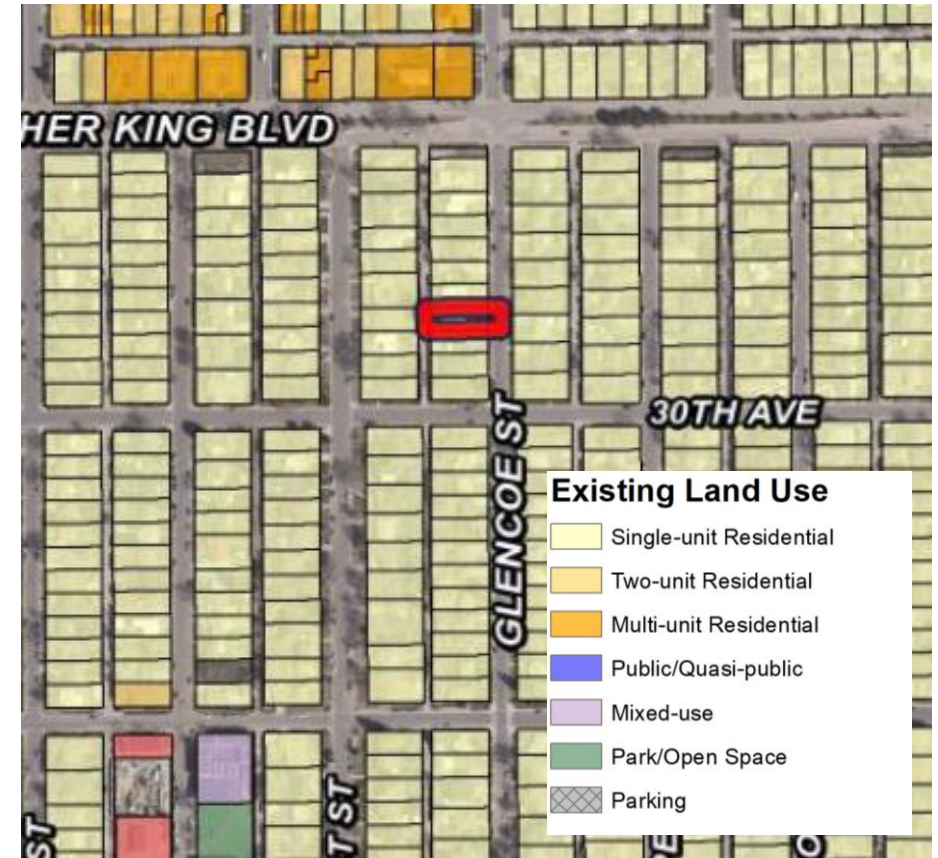 HER KING BLVD
30TH AVE
GLENCOE ST
Existing Land Use
Single-unit Residential
Two-unit Residential
Multi-unit Residential
Public/Quasi-public
Mixed-use
Park/Open Space
Parking
ST
T ST